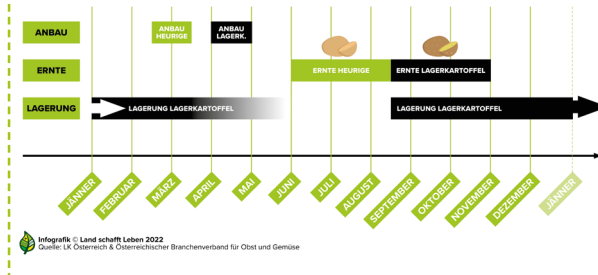 ANBAU
ANBAU
HEURIGE
ANBAU
LAGERK.
ERNTE
ERNTE HEURIGE
ERNTE LAGERKARTOFFEL
LAGERUNG
LAGERUNG LAGERKARTOFFEL
LAGERUNG LAGERKARTOFFEL
JÄNNER
FEBRUAR
MÄRZ
APRIL
MAI
JUNI
JULI
AUGUST
SEPTEMBER
OKTOBER
NOVEMBER
DEZEMBER
JÄNNER
Infografik © Land schafft Leben 2022
Quelle: LK Österreich & Österreichischer Branchenverband für Obst und Gemüse